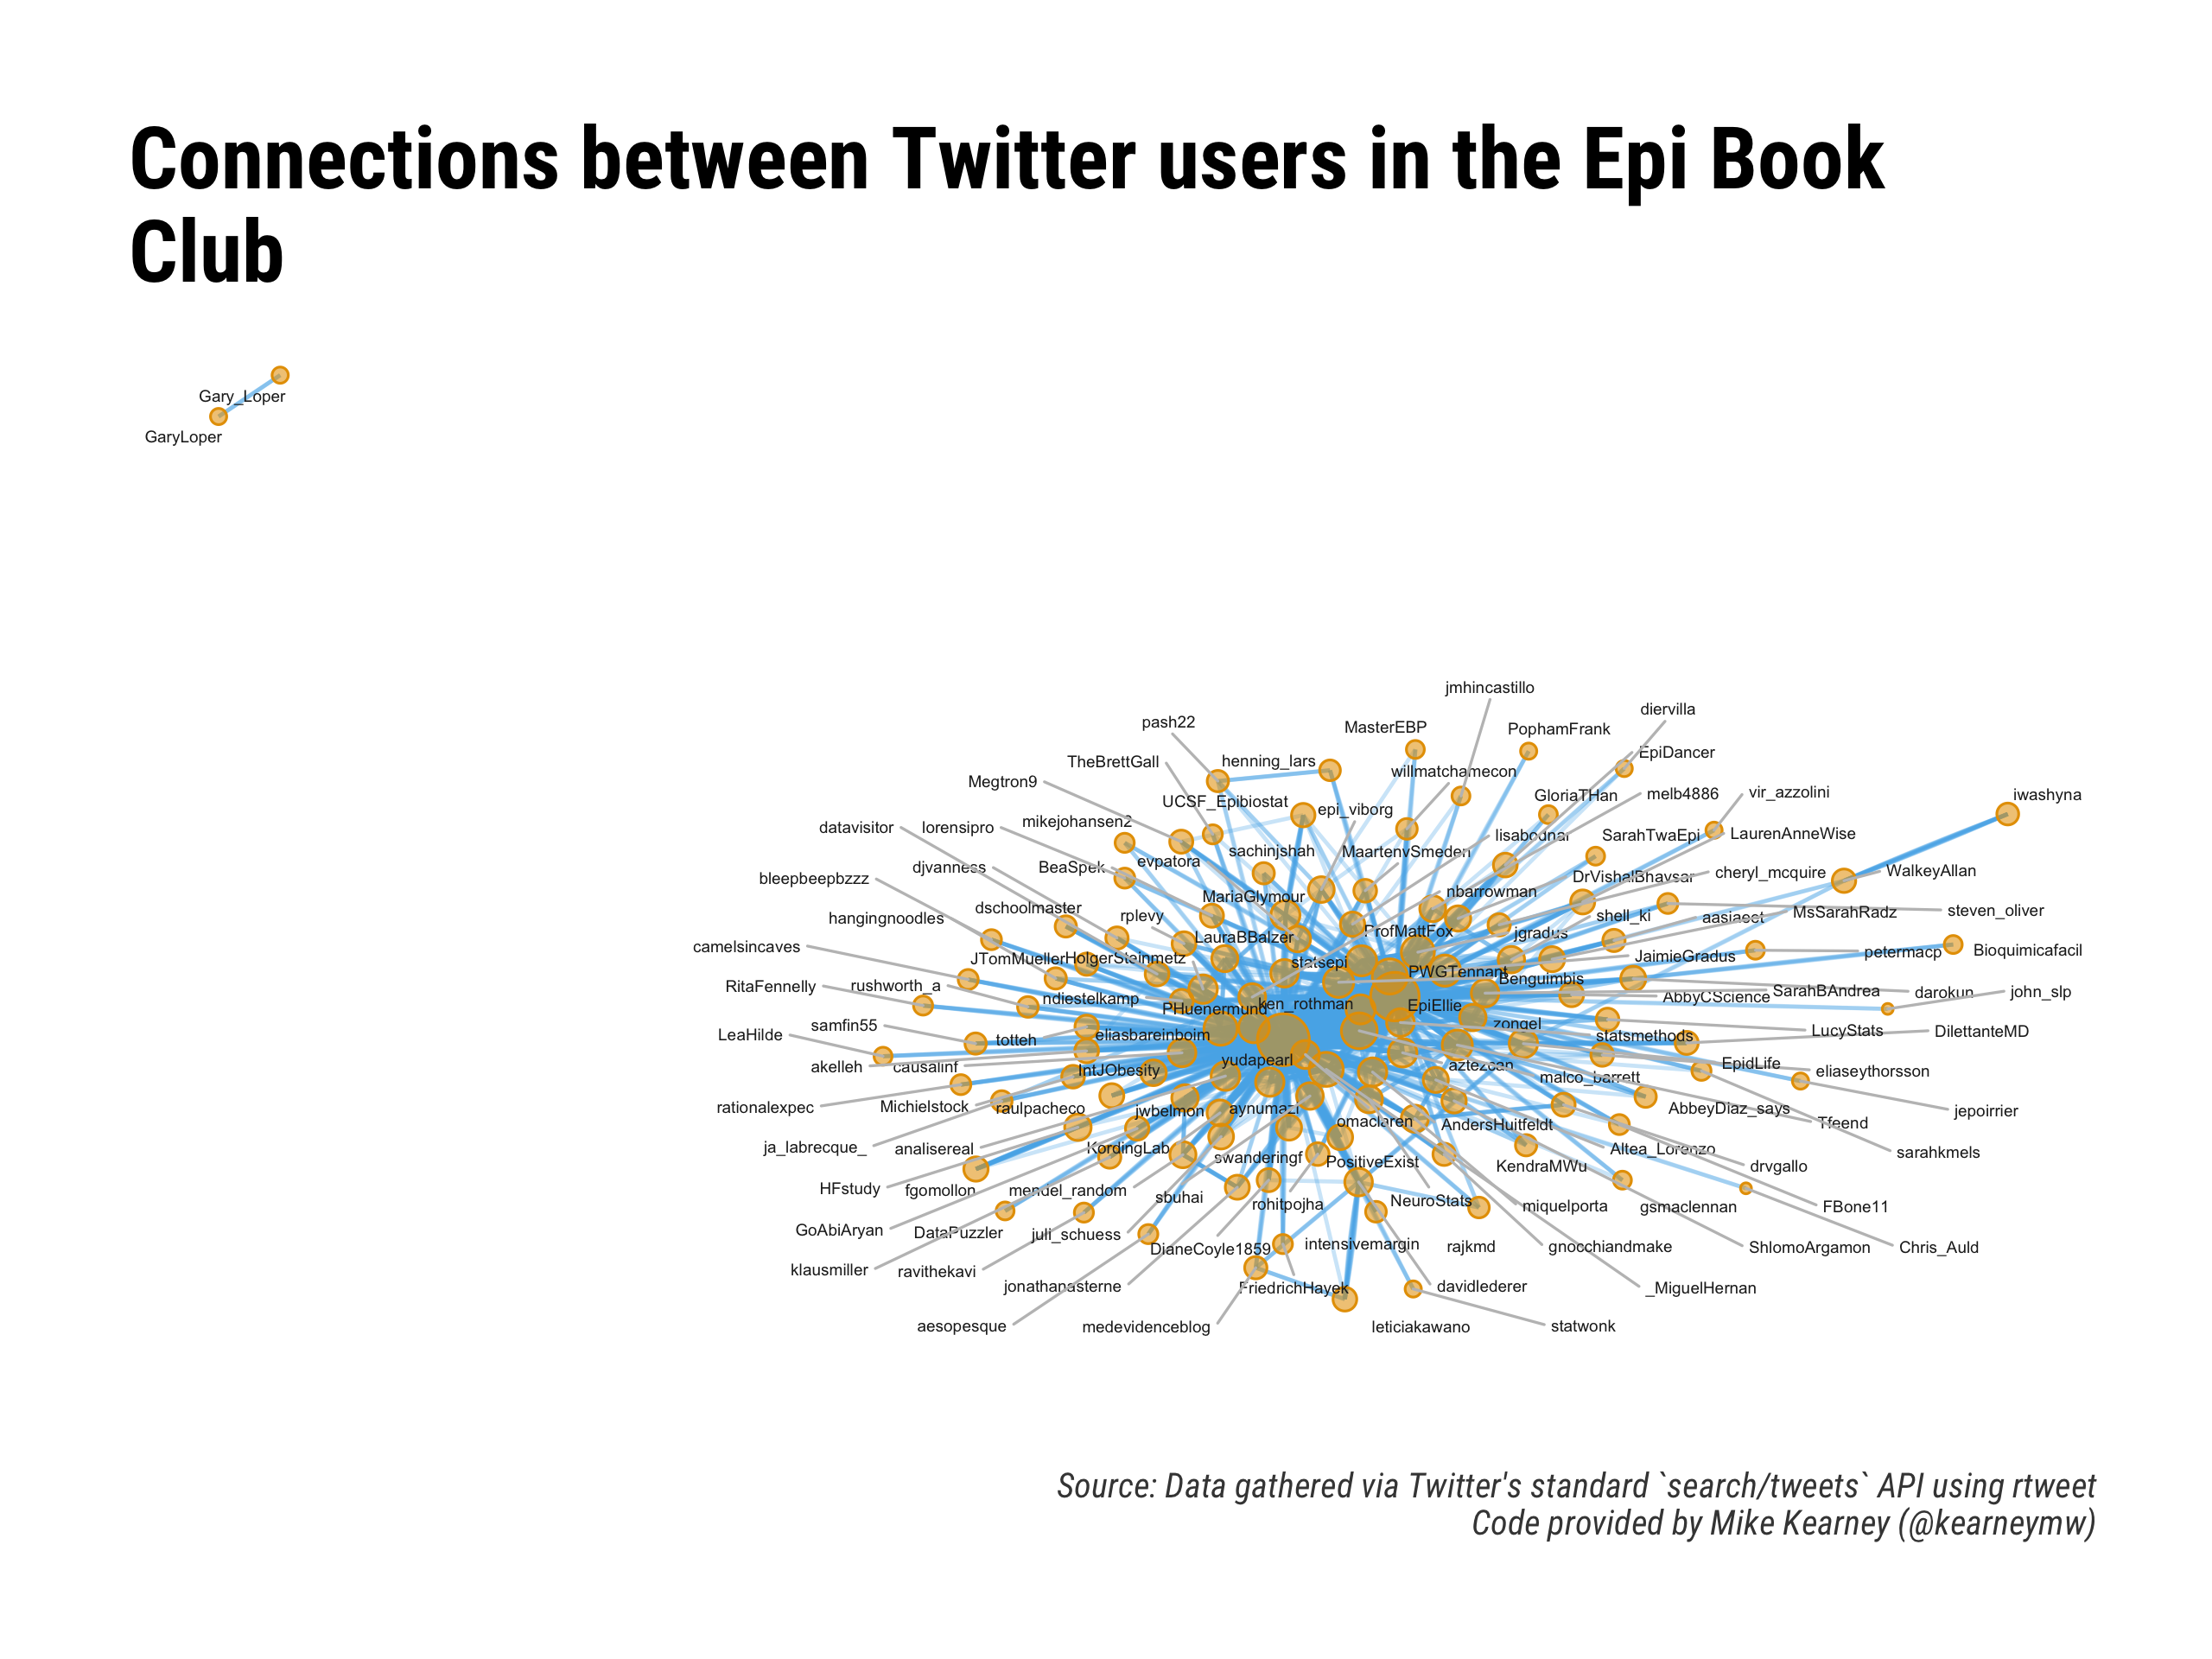 Connections between Twitter users in the Epi Book
Club
Gary_Loper
GaryLoper
jmhincastillo
diervilla
pash22
MasterEBP
PophamFrank
EpiDancer
TheBrettGall
henning_lars
willmatchamecon
Megtron9
UCSF_Epibiostat
epi_viborg
GloriaTHan
melb4886
vir_azzolini
iwashyna
datavisitor
lorensipro
mikejohansen2
lisabodnar
SarahTwaEpi
LaurenAnneWise
sachinjshah
MaartenvSmeden
djvanness
BeaSpek
evpatora
DrVishalBhavsar
cheryl_mcquire
WalkeyAllan
bleepbeepbzzz
MariaGlymour
nbarrowman
hangingnoodles
dschoolmaster
rplevy
shell_ki
aasiaeet
MsSarahRadz
steven_oliver
LauraBBalzer
ProfMattFox
jgradus
camelsincaves
JTomMueller
HolgerSteinmetz
statsepi
JaimieGradus
petermacp
Bioquimicafacil
PWGTennant
Benguimbis
RitaFennelly
rushworth_a
ndiestelkamp
PHuenermund
ken_rothman
EpiEllie
AbbyCScience
SarahBAndrea
darokun
john_slp
LeaHilde
samfin55
totteh
eliasbareinboim
zongel
statsmethods
LucyStats
DilettanteMD
akelleh
causalinf
IntJObesity
yudapearl
aztezcan
malco_barrett
EpidLife
eliaseythorsson
rationalexpec
Michielstock
raulpacheco
jwbelmon
aynumazi
omaclaren
AndersHuitfeldt
AbbeyDiaz_says
Tfeend
jepoirrier
ja_labrecque_
analisereal
KordingLab
swanderingf
PositiveExist
KendraMWu
Altea_Lorenzo
drvgallo
sarahkmels
HFstudy
fgomollon
mendel_random
sbuhai
rohitpojha
NeuroStats
miquelporta
gsmaclennan
FBone11
GoAbiAryan
DataPuzzler
juli_schuess
DianeCoyle1859
intensivemargin
rajkmd
gnocchiandmake
ShlomoArgamon
Chris_Auld
klausmiller
ravithekavi
jonathanasterne
FriedrichHayek
davidlederer
_MiguelHernan
aesopesque
medevidenceblog
leticiakawano
statwonk
Source: Data gathered via Twitter's standard `search/tweets` API using rtweet
Code provided by Mike Kearney (@kearneymw)